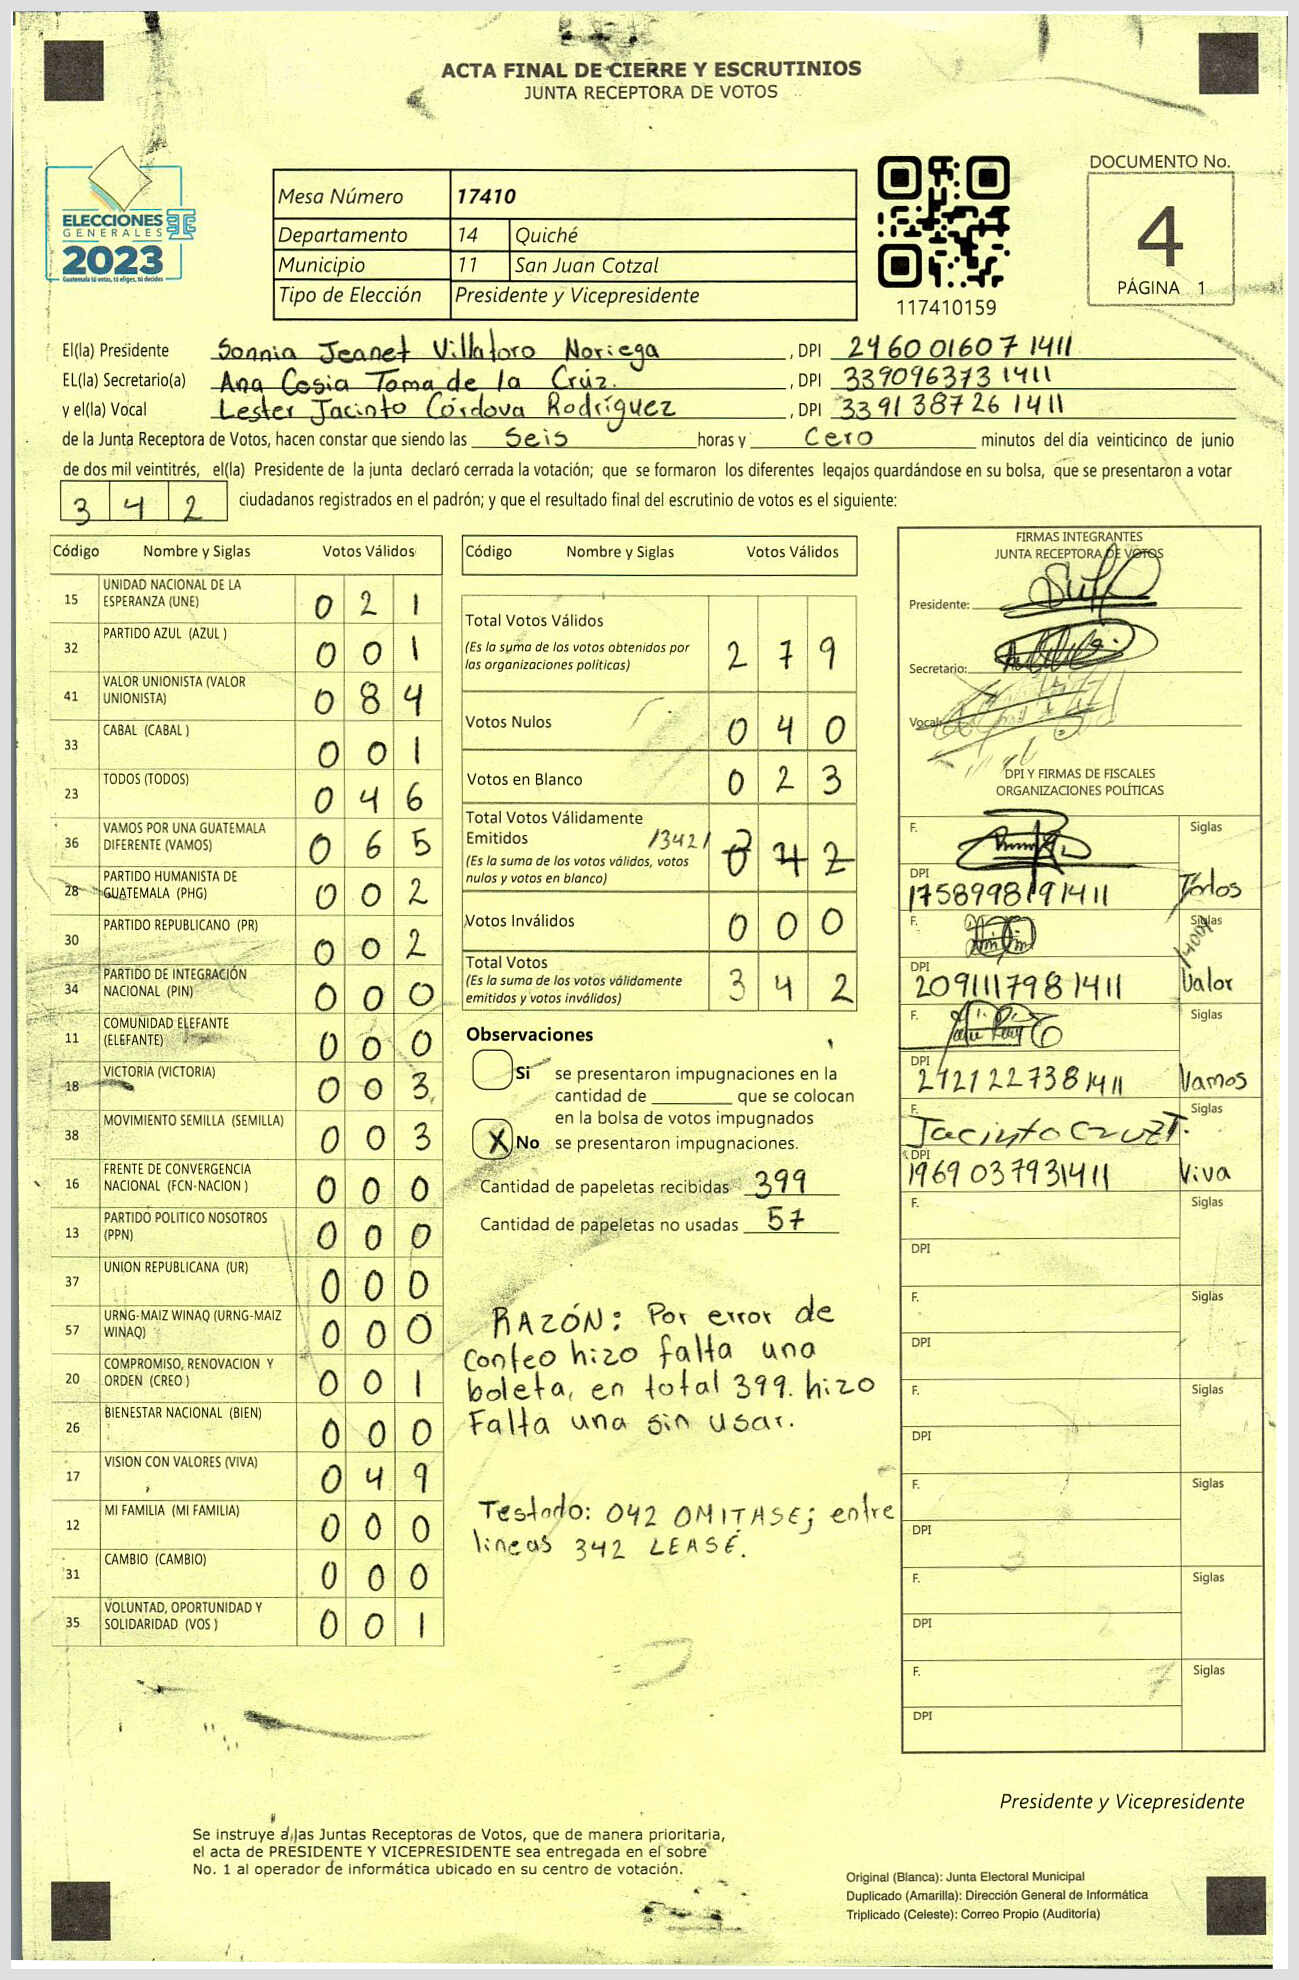 ACTA FINAL DE CIERRE Y ESCRUTINIOS
JUNTA RECEPTORA DE VOTOS
ELECCIONES
GENERALES
2023
Guatemala tú votas, tú eliges, tú decides
Mesa Número 17410
Departamento 14 Quiché
Municipio 11 San Juan Cotzal
Tipo de Elección Presidente y Vicepresidente
117410159
DOCUMENTO No.
4
PÁGINA 1
El(la) Presidente Sonnia Jeanet Villatoro Noriega , DPI 2460 01607 1411
EL(la) Secretario(a) Ana Cosia Toma de la Crúz. , DPI 339096373 1411
y el(la) Vocal Lester Jacinto Córdova Rodríguez , DPI 3391 38726 1411
de la Junta Receptora de Votos, hacen constar que siendo las Seis horas y Cero minutos del día veinticinco de junio
de dos mil veintitrés, el(la) Presidente de la junta declaró cerrada la votación; que se formaron los diferentes legajos guardándose en su bolsa, que se presentaron a votar
3 4 2 ciudadanos registrados en el padrón; y que el resultado final del escrutinio de votos es el siguiente:
Código Nombre y Siglas Votos Válidos
15 UNIDAD NACIONAL DE LA
ESPERANZA (UNE) 0 2 1
32 PARTIDO AZUL (AZUL ) 0 0 1
41 VALOR UNIONISTA (VALOR
UNIONISTA) 0 8 4
33 CABAL (CABAL ) 0 0 1
23 TODOS (TODOS) 0 4 6
36 VAMOS POR UNA GUATEMALA
DIFERENTE (VAMOS) 0 6 5
28 PARTIDO HUMANISTA DE
GUATEMALA (PHG) 0 0 2
30 PARTIDO REPUBLICANO (PR) 0 0 2
34 PARTIDO DE INTEGRACIÓN
NACIONAL (PIN) 0 0 0
11 COMUNIDAD ELEFANTE
(ELEFANTE) 0 0 0
18 VICTORIA (VICTORIA) 0 0 3
38 MOVIMIENTO SEMILLA (SEMILLA) 0 0 3
16 FRENTE DE CONVERGENCIA
NACIONAL (FCN-NACION ) 0 0 0
13 PARTIDO POLITICO NOSOTROS
(PPN) 0 0 0
37 UNION REPUBLICANA (UR) 0 0 0
57 URNG-MAIZ WINAQ (URNG-MAIZ
WINAQ) 0 0 0
20 COMPROMISO, RENOVACION Y
ORDEN (CREO ) 0 0 1
26 BIENESTAR NACIONAL (BIEN) 0 0 0
17 VISION CON VALORES (VIVA) 0 4 9
12 MI FAMILIA (MI FAMILIA) 0 0 0
31 CAMBIO (CAMBIO) 0 0 0
35 VOLUNTAD, OPORTUNIDAD Y
SOLIDARIDAD (VOS ) 0 0 1
Código Nombre y Siglas Votos Válidos
Total Votos Válidos
(Es la suma de los votos obtenidos por
las organizaciones políticas) 2 7 9
Votos Nulos 0 4 0
Votos en Blanco 0 2 3
Total Votos Válidamente
Emitidos /342/ 0 4 2
(Es la suma de los votos válidos, votos
nulos y votos en blanco)
Votos Inválidos 0 0 0
Total Votos
(Es la suma de los votos válidamente
emitidos y votos inválidos) 3 4 2
Observaciones
Si se presentaron impugnaciones en la
cantidad de ________ que se colocan
en la bolsa de votos impugnados
X No se presentaron impugnaciones.
Cantidad de papeletas recibidas 399
Cantidad de papeletas no usadas 57
RAZÓN: Por error de
conteo hizo falta una
boleta, en total 399. hizo
Falta una sin usar.
Testado: 042 OMITASE; entre
lineas 342 LEASE.
FIRMAS INTEGRANTES
JUNTA RECEPTORA DE VOTOS
Presidente:
Secretario:
Vocal:
DPI Y FIRMAS DE FISCALES
ORGANIZACIONES POLÍTICAS
F. Siglas
DPI
175899819 1411 Todos
F. Siglas
DPI
209111798 1411 Valor
F. Siglas
DPI
242122738 1411 Vamos
F. Jacinto Cruz T. Siglas
DPI
1969 03793 1411 Viva
F. Siglas
DPI
F. Siglas
DPI
F. Siglas
DPI
F. Siglas
DPI
F. Siglas
DPI
F. Siglas
DPI
Presidente y Vicepresidente
Se instruye a las Juntas Receptoras de Votos, que de manera prioritaria,
el acta de PRESIDENTE Y VICEPRESIDENTE sea entregada en el sobre
No. 1 al operador de informática ubicado en su centro de votación.
Original (Blanca): Junta Electoral Municipal
Duplicado (Amarilla): Dirección General de Informática
Triplicado (Celeste): Correo Propio (Auditoría)